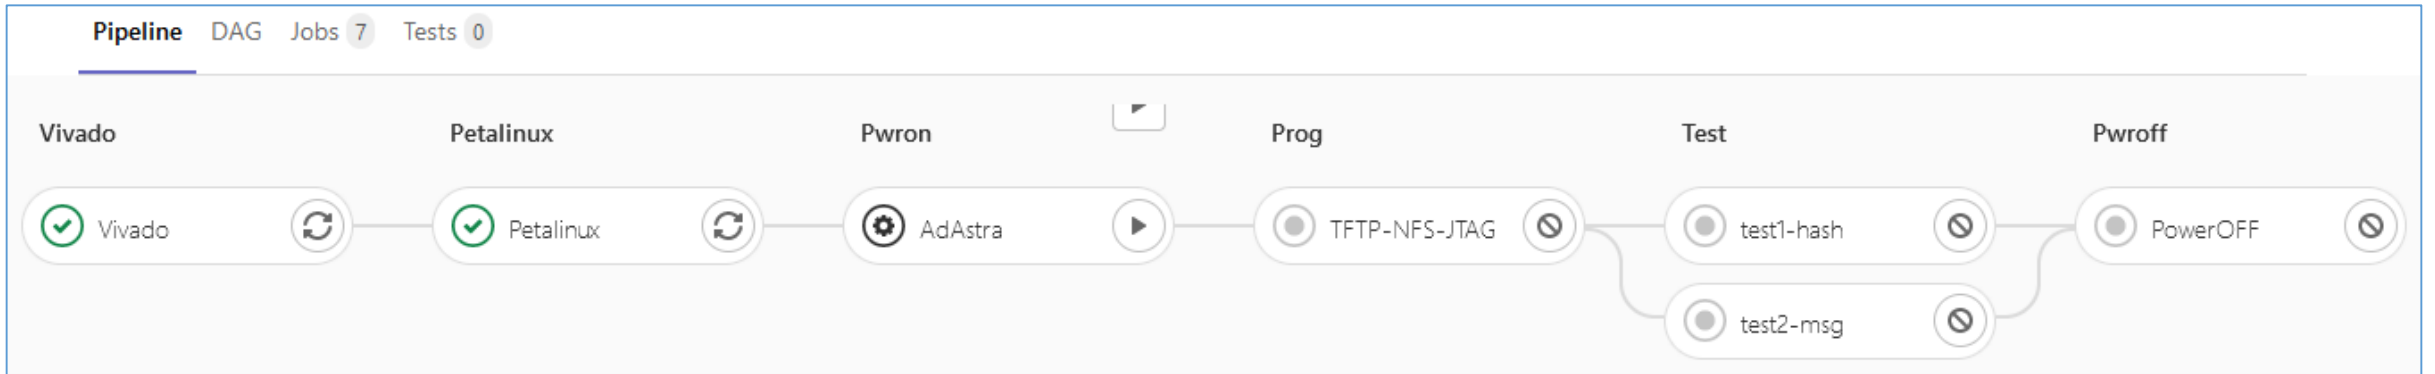 Pipeline DAG Jobs 7 Tests 0
Vivado Petalinux Pwron Prog Test Pwroff
Vivado Petalinux AdAstra TFTP-NFS-JTAG test1-hash PowerOFF
test2-msg